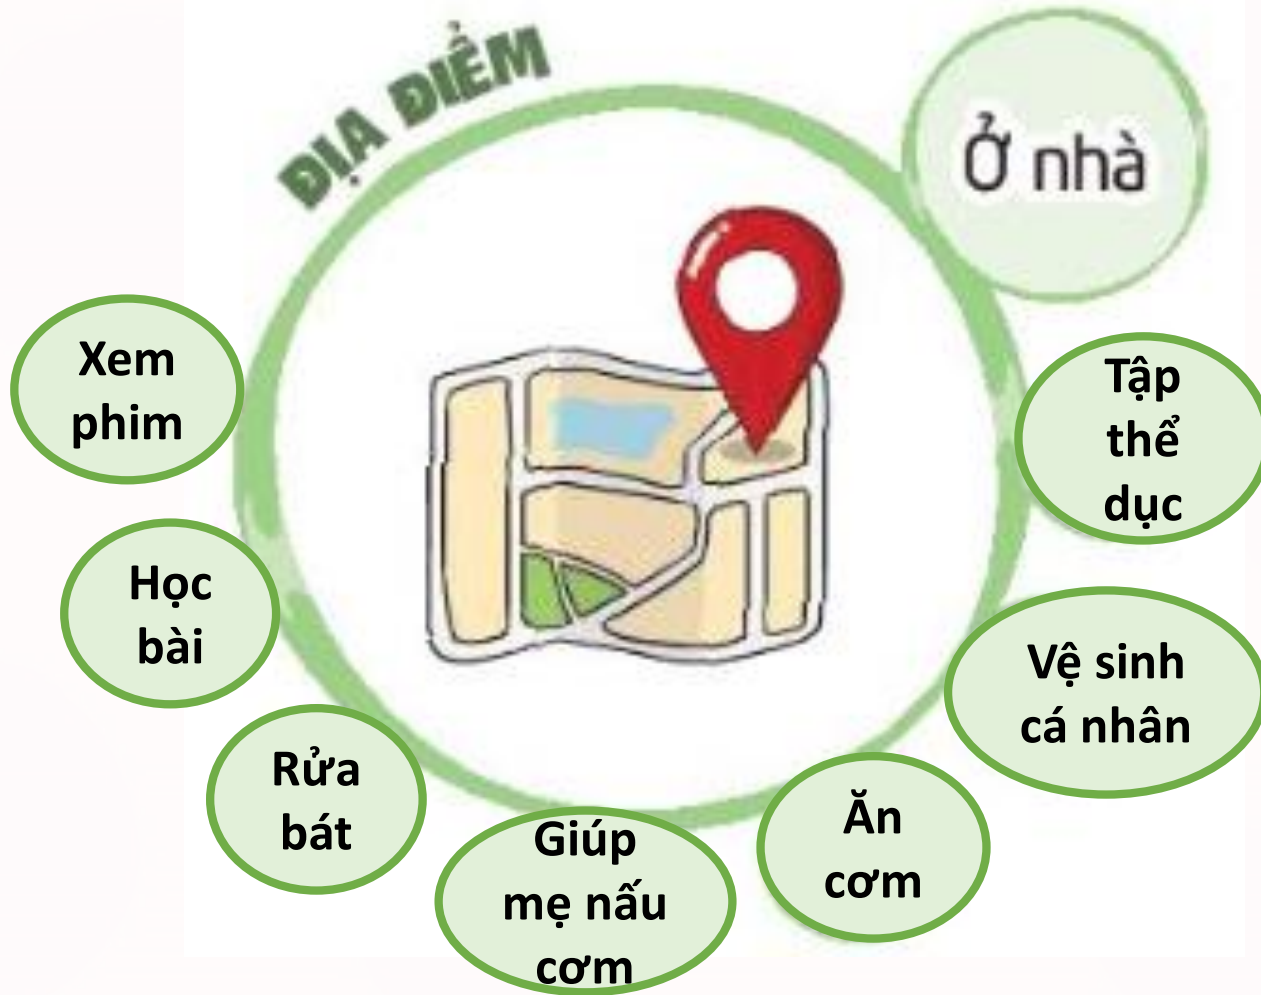 ĐỊA ĐIỂM
Ở nhà
Xem
phim
Tập
thể
dục
Học
bài
Vệ sinh
cá nhân
Rửa
bát
Giúp
mẹ nấu
cơm
Ăn
cơm